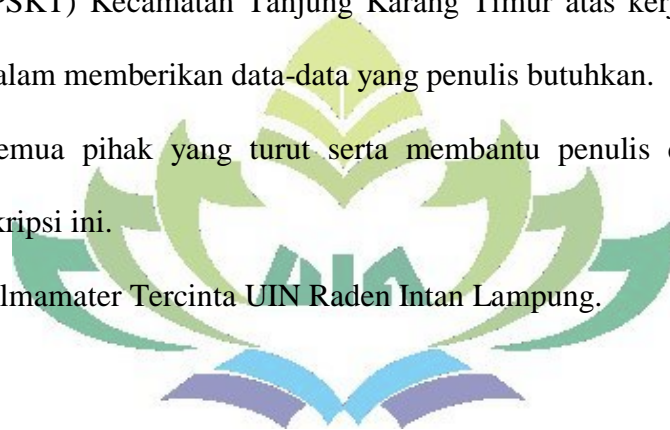 PSKT) Kecamatan Tanjung Karang Timur atas
dalam memberikan data-data yang penulis butuhkan.
emua pihak yang turut serta membantu penulis
kripsi ini.
lmamater Tercinta UIN Raden Intan Lampung.